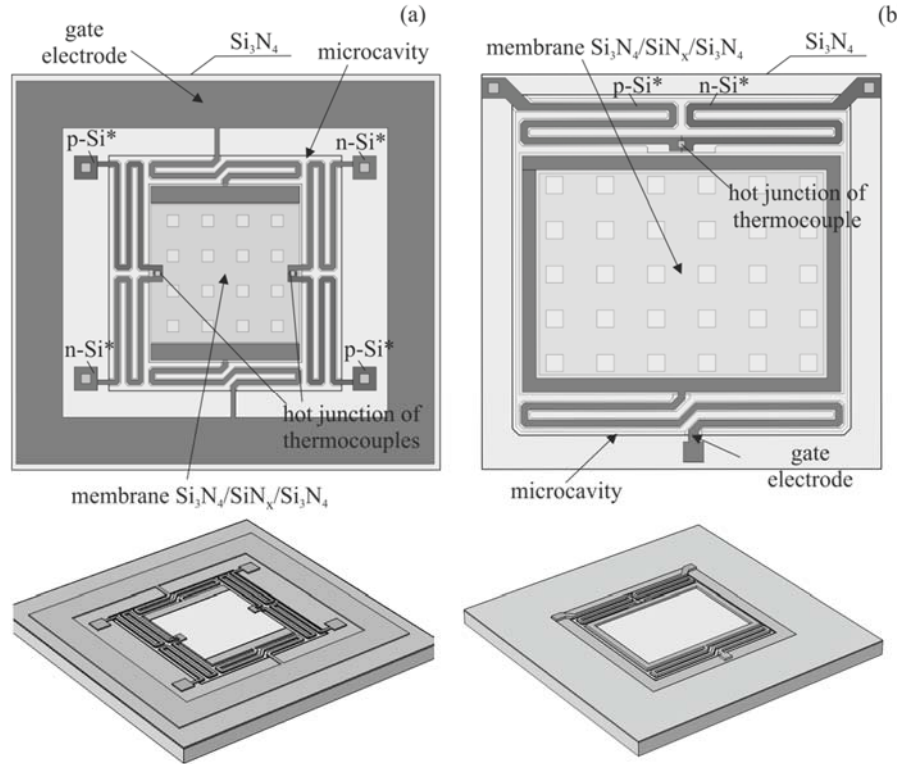 (a)
gate
electrode
Si₃N₄
microcavity
p-Si*
n-Si*
n-Si*
p-Si*
hot junction of
thermocouples
membrane Si₃N₄/SiNₓ/Si₃N₄
(b
membrane Si₃N₄/SiNₓ/Si₃N₄
Si₃N₄
p-Si*
n-Si*
hot junction of
thermocouple
gate
electrode
microcavity